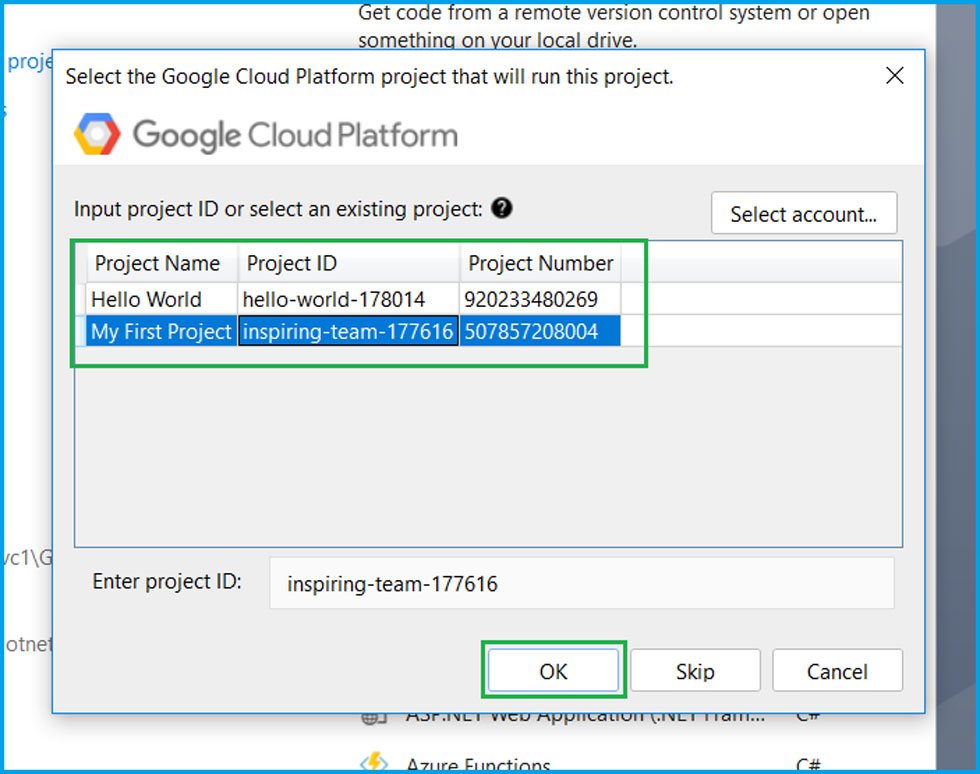 Get code from a remote version control system or open
something on your local drive.
Select the Google Cloud Platform project that will run this project.
Google Cloud Platform
Input project ID or select an existing project: ?
Select account...
Project Name Project ID Project Number
Hello World hello-world-178014 920233480269
My First Project inspiring-team-177616 507857208004
Enter project ID: inspiring-team-177616
OK Skip Cancel
ASP.NET Web Application (.NET Fram... C#
Azure Functions C#